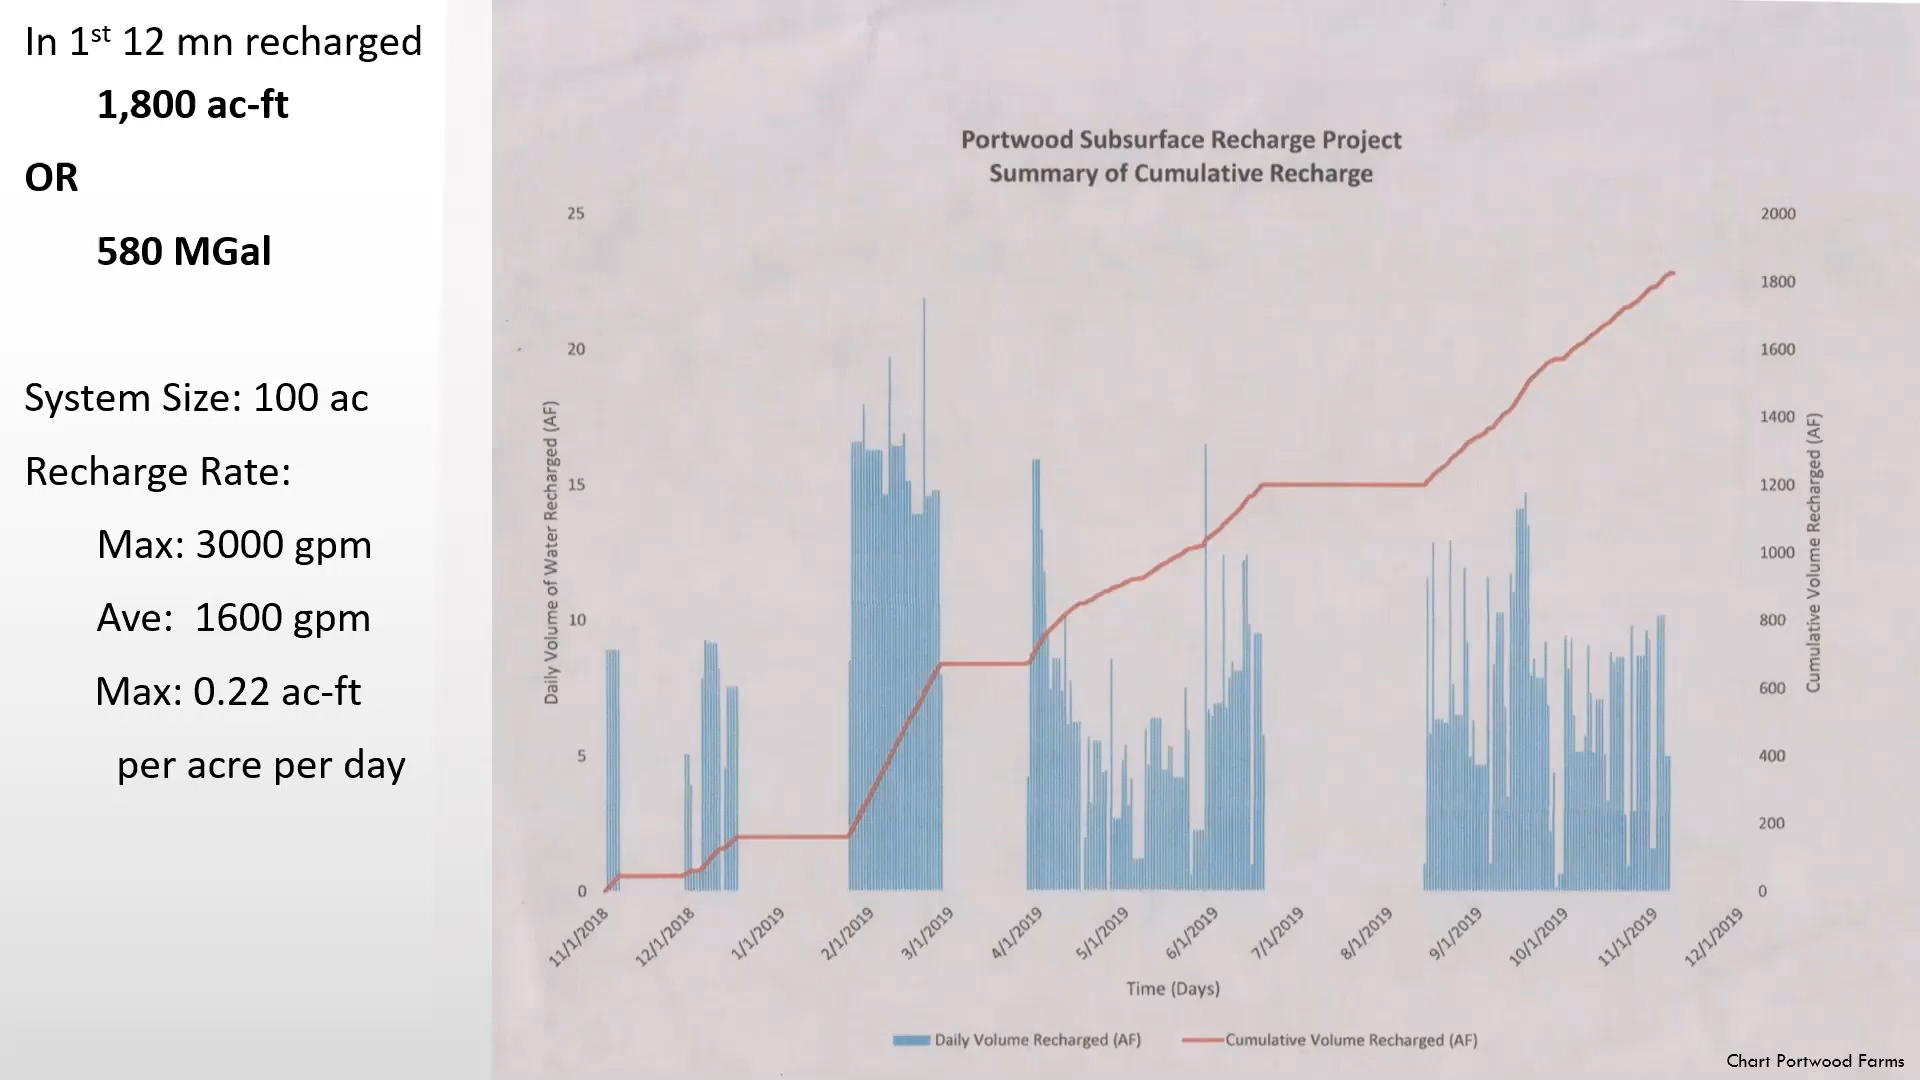 In 1st 12 mn recharged
1,800 ac-ft
OR
580 MGal
System Size: 100 ac
Recharge Rate:
Max: 3000 gpm
Ave: 1600 gpm
Max: 0.22 ac-ft
per acre per day
Portwood Subsurface Recharge Project
Summary of Cumulative Recharge
25
20
15
10
5
0
Daily Volume of Water Recharged (AF)
2000
1800
1600
1400
1200
1000
800
600
400
200
0
Cumulative Volume Recharged (AF)
11/1/2018
12/1/2018
1/1/2019
2/1/2019
3/1/2019
4/1/2019
5/1/2019
6/1/2019
7/1/2019
8/1/2019
9/1/2019
10/1/2019
11/1/2019
12/1/2019
Time (Days)
Daily Volume Recharged (AF)
Cumulative Volume Recharged (AF)
Chart Portwood Farms